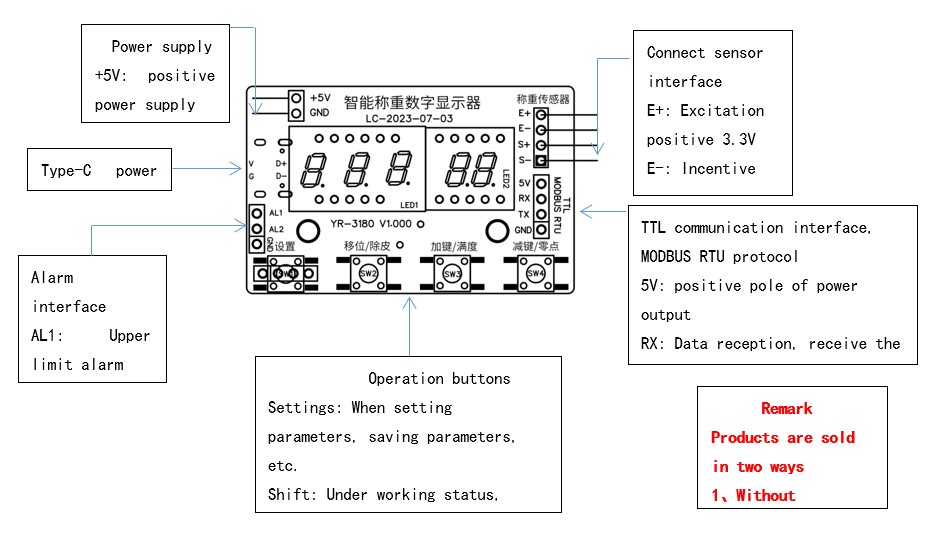 Power supply
+5V: positive
power supply
Type-C power
Alarm
interface
AL1: Upper
limit alarm
+5V
GND
智能称重数字显示器
LC-2023-07-03
称重传感器
E+
E-
S+
S-
V
G
D+
D-
LED1
LED2
5V
RX
TX
GND
TTL
MODBUS RTU
AL1
AL2
GND
YR-3180 V1.000
设置
移位/除皮
加键/满度
减键/零点
SW2
SW3
SW4
Connect sensor
interface
E+: Excitation
positive 3.3V
E-: Incentive
TTL communication interface,
MODBUS RTU protocol
5V: positive pole of power
output
RX: Data reception, receive the
Operation buttons
Settings: When setting
parameters, saving parameters,
etc.
Shift: Under working status,
Remark
Products are sold
in two ways
1、Without